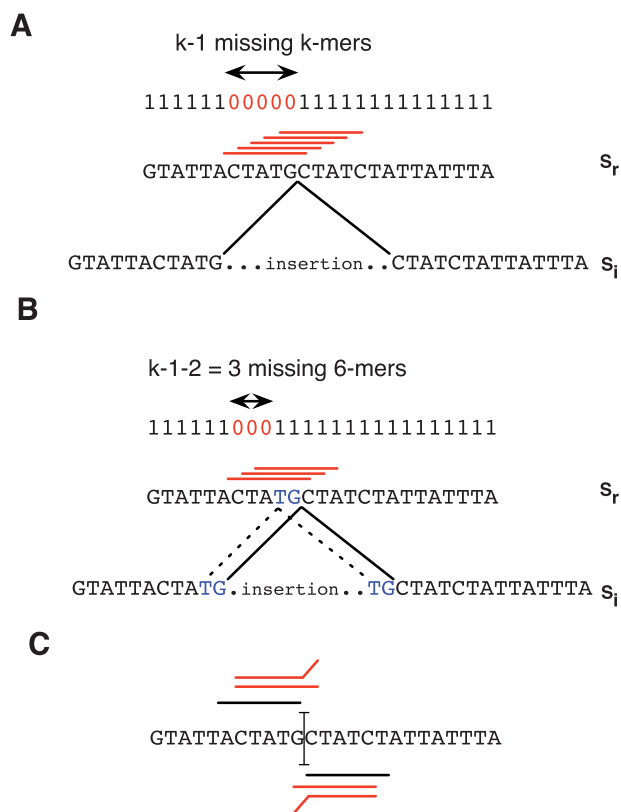 A
k-1 missing k-mers
1111110000011111111111111
GTATTACTATGCTATCTATTATTTA Sr
GTATTACTATG...insertion..CTATCTATTATTTA Si
B
k-1-2 = 3 missing 6-mers
1111110001111111111111111
GTATTACTATGCTATCTATTATTTA Sr
GTATTACTATG.insertion..TGCTATCTATTATTTA Si
C
GTATTACTATGCTATCTATTATTTA